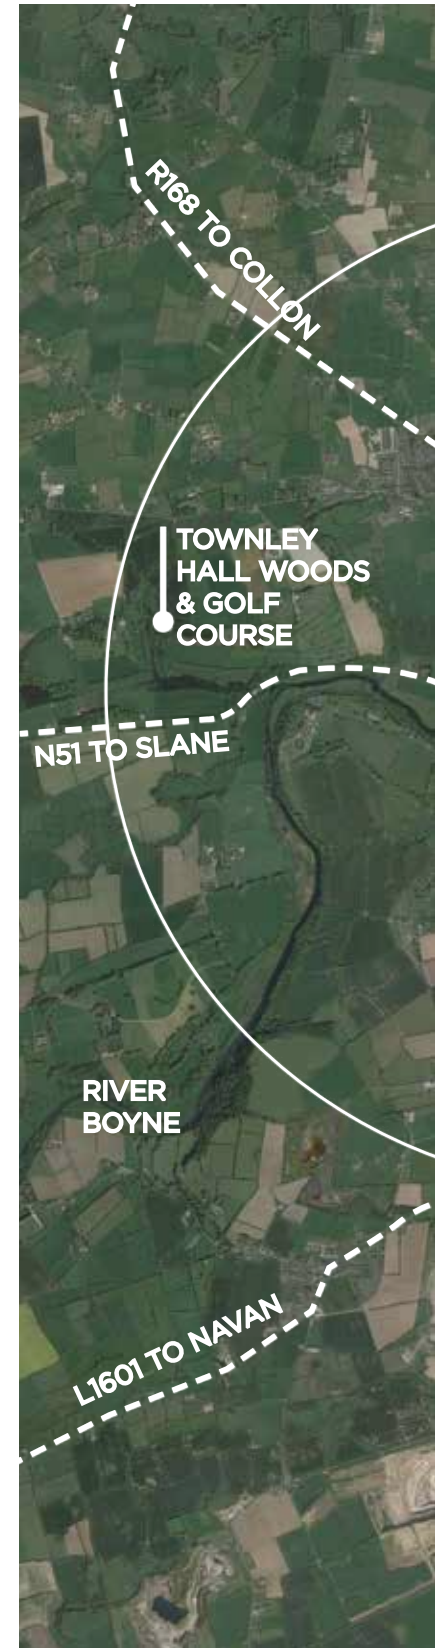 R168 TO COLLON
TOWNLEY
HALL WOODS
& GOLF
COURSE
N51 TO SLANE
RIVER
BOYNE
L1601 TO NAVAN